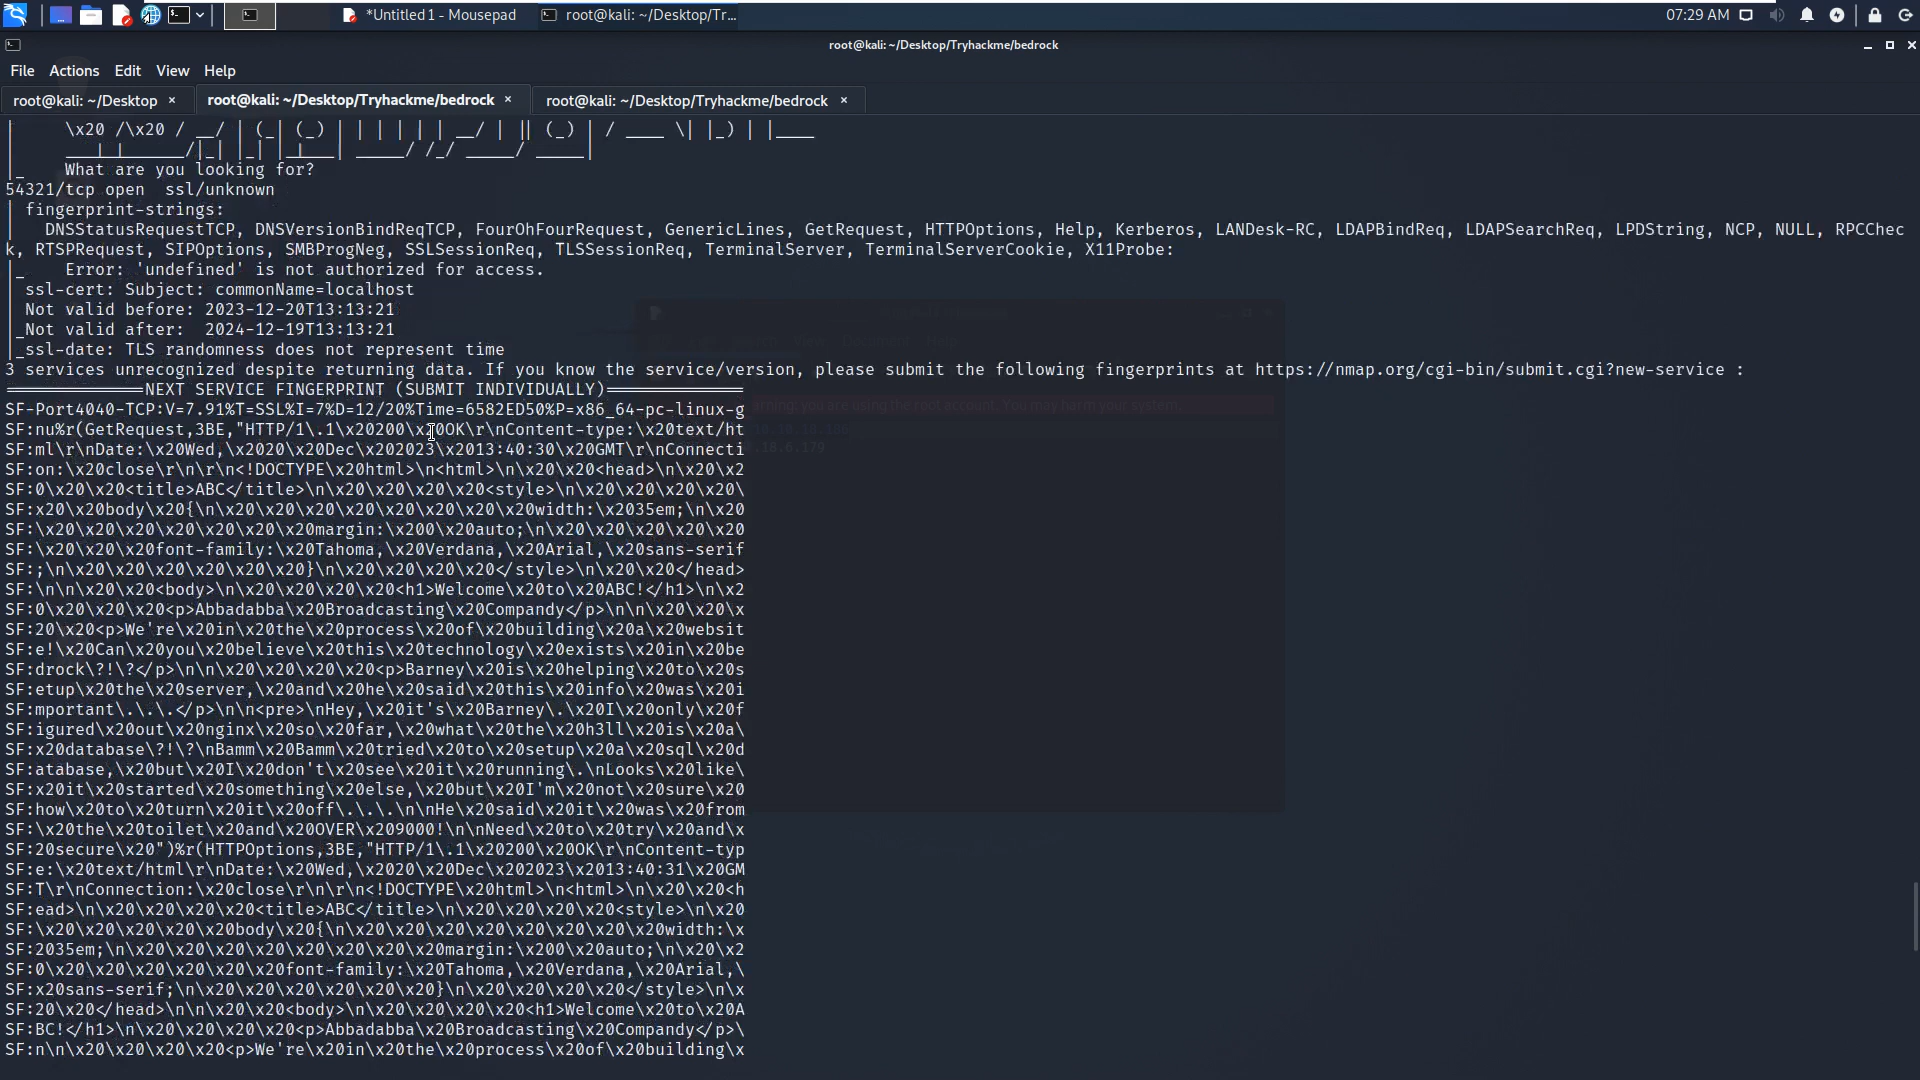 *Untitled 1 - Mousepad
root@kali: ~/Desktop/Tr...
07:29 AM
root@kali: ~/Desktop/Tryhackme/bedrock
File Actions Edit View Help
root@kali: ~/Desktop × root@kali: ~/Desktop/Tryhackme/bedrock × root@kali: ~/Desktop/Tryhackme/bedrock ×
| \x20 /\x20 / __/ | (_| (_) | | | | | | __/ | || (_) | / ____ \| |_) | |____
| ___| |______/|_| |_| |_|___| _____/ /_/ _____/ _____|
|_ What are you looking for?
54321/tcp open ssl/unknown
| fingerprint-strings:
| DNSStatusRequestTCP, DNSVersionBindReqTCP, FourOhFourRequest, GenericLines, GetRequest, HTTPOptions, Help, Kerberos, LANDesk-RC, LDAPBindReq, LDAPSearchReq, LPDString, NCP, NULL, RPCChec
k, RTSPRequest, SIPOptions, SMBProgNeg, SSLSessionReq, TLSSessionReq, TerminalServer, TerminalServerCookie, X11Probe:
|_ Error: 'undefined' is not authorized for access.
| ssl-cert: Subject: commonName=localhost
| Not valid before: 2023-12-20T13:13:21
|_Not valid after: 2024-12-19T13:13:21
|_ssl-date: TLS randomness does not represent time
3 services unrecognized despite returning data. If you know the service/version, please submit the following fingerprints at https://nmap.org/cgi-bin/submit.cgi?new-service :
==============NEXT SERVICE FINGERPRINT (SUBMIT INDIVIDUALLY)==============
SF-Port4040-TCP:V=7.91%T=SSL%I=7%D=12/20%Time=6582ED50%P=x86_64-pc-linux-g
SF:nu%r(GetRequest,3BE,"HTTP/1\.1\x20200\x20OK\r\nContent-type:\x20text/ht
SF:ml\r\nDate:\x20Wed,\x2020\x20Dec\x202023\x2013:40:30\x20GMT\r\nConnecti
SF:on:\x20close\r\n\r\n<!DOCTYPE\x20html>\n<html>\n\x20\x20<head>\n\x20\x2
SF:0\x20\x20<title>ABC</title>\n\x20\x20\x20\x20<style>\n\x20\x20\x20\x20\
SF:x20\x20body\x20{\n\x20\x20\x20\x20\x20\x20\x20\x20width:\x2035em;\n\x20
SF:\x20\x20\x20\x20\x20\x20\x20margin:\x200\x20auto;\n\x20\x20\x20\x20\x20
SF:\x20\x20\x20font-family:\x20Tahoma,\x20Verdana,\x20Arial,\x20sans-serif
SF:;\n\x20\x20\x20\x20\x20\x20}\n\x20\x20\x20\x20</style>\n\x20\x20</head>
SF:\n\n\x20\x20<body>\n\x20\x20\x20\x20<h1>Welcome\x20to\x20ABC!</h1>\n\x2
SF:0\x20\x20\x20<p>Abbadabba\x20Broadcasting\x20Compandy</p>\n\n\x20\x20\x
SF:20\x20<p>We're\x20in\x20the\x20process\x20of\x20building\x20a\x20websit
SF:e!\x20Can\x20you\x20believe\x20this\x20technology\x20exists\x20in\x20be
SF:drock\?!\?</p>\n\n\x20\x20\x20\x20<p>Barney\x20is\x20helping\x20to\x20s
SF:etup\x20the\x20server,\x20and\x20he\x20said\x20this\x20info\x20was\x20i
SF:mportant\.\.\.</p>\n\n<pre>\nHey,\x20it's\x20Barney\.\x20I\x20only\x20f
SF:igured\x20out\x20nginx\x20so\x20far,\x20what\x20the\x20h3ll\x20is\x20a\
SF:x20database\?!\?\nBamm\x20Bamm\x20tried\x20to\x20setup\x20a\x20sql\x20d
SF:atabase,\x20but\x20I\x20don't\x20see\x20it\x20running\.\nLooks\x20like\
SF:x20it\x20started\x20something\x20else,\x20but\x20I'm\x20not\x20sure\x20
SF:how\x20to\x20turn\x20it\x20off\.\.\.\n\nHe\x20said\x20it\x20was\x20from
SF:\x20the\x20toilet\x20and\x20OVER\x209000!\n\nNeed\x20to\x20try\x20and\x
SF:20secure\x20")%r(HTTPOptions,3BE,"HTTP/1\.1\x20200\x20OK\r\nContent-typ
SF:e:\x20text/html\r\nDate:\x20Wed,\x2020\x20Dec\x202023\x2013:40:31\x20GM
SF:T\r\nConnection:\x20close\r\n\r\n<!DOCTYPE\x20html>\n<html>\n\x20\x20<h
SF:ead>\n\x20\x20\x20\x20<title>ABC</title>\n\x20\x20\x20\x20<style>\n\x20
SF:\x20\x20\x20\x20\x20body\x20{\n\x20\x20\x20\x20\x20\x20\x20\x20width:\x
SF:2035em;\n\x20\x20\x20\x20\x20\x20\x20\x20margin:\x200\x20auto;\n\x20\x2
SF:0\x20\x20\x20\x20\x20\x20font-family:\x20Tahoma,\x20Verdana,\x20Arial,\
SF:x20sans-serif;\n\x20\x20\x20\x20\x20\x20}\n\x20\x20\x20\x20</style>\n\x
SF:20\x20</head>\n\n\x20\x20<body>\n\x20\x20\x20\x20<h1>Welcome\x20to\x20A
SF:BC!</h1>\n\x20\x20\x20\x20<p>Abbadabba\x20Broadcasting\x20Compandy</p>\
SF:n\n\x20\x20\x20\x20<p>We're\x20in\x20the\x20process\x20of\x20building\x